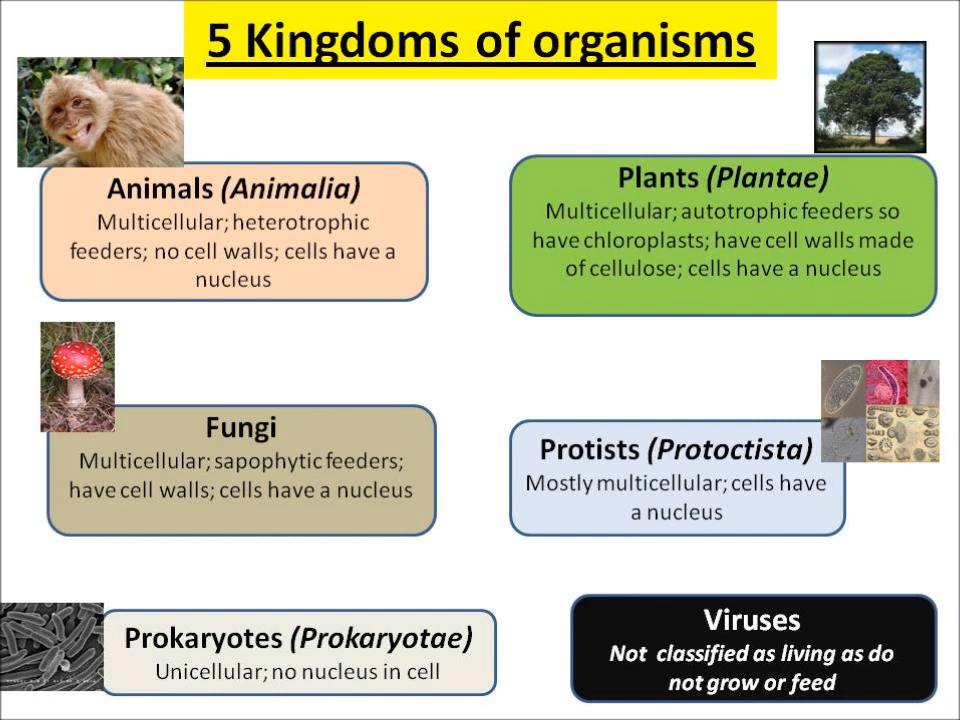 5 Kingdoms of organisms
Animals (Animalia)
Multicellular; heterotrophic
feeders; no cell walls; cells have a
nucleus
Plants (Plantae)
Multicellular; autotrophic feeders so
have chloroplasts; have cell walls made
of cellulose; cells have a nucleus
Fungi
Multicellular; sapophytic feeders;
have cell walls; cells have a nucleus
Protists (Protoctista)
Mostly multicellular; cells have
a nucleus
Prokaryotes (Prokaryotae)
Unicellular; no nucleus in cell
Viruses
Not classified as living as do
not grow or feed